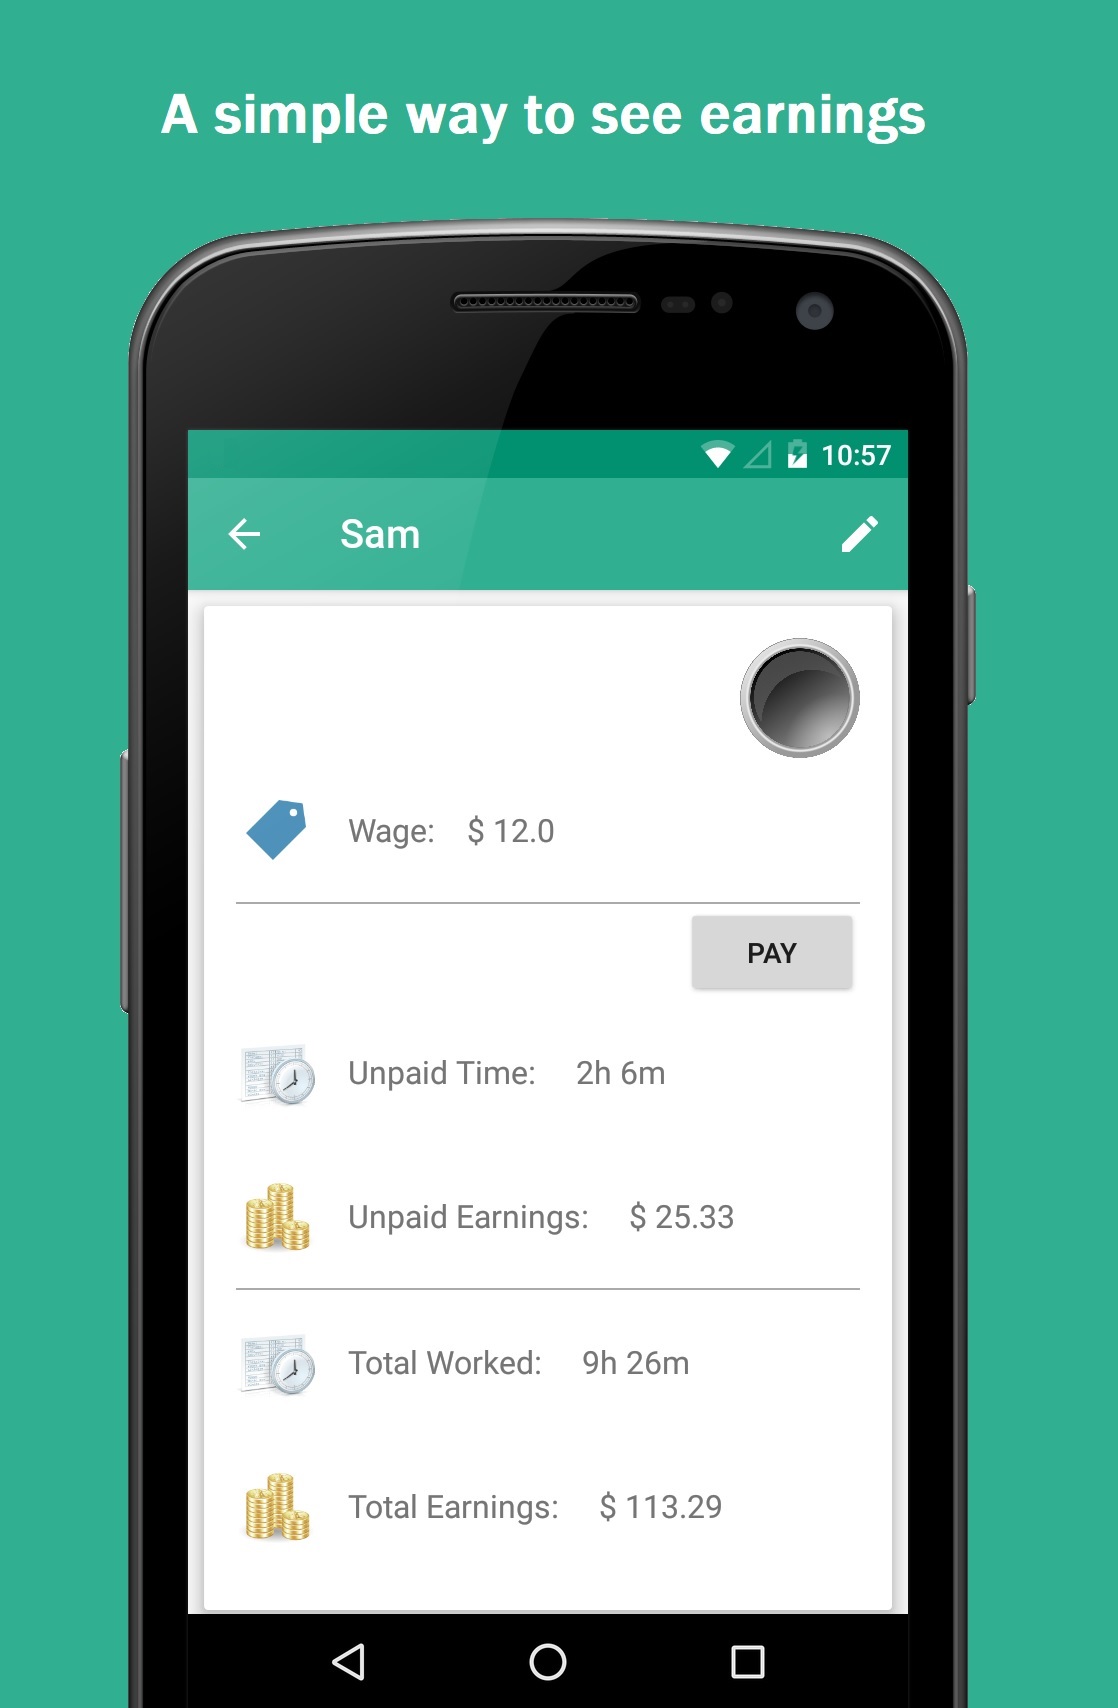 A simple way to see earnings
10:57
Sam
Wage: $ 12.0
PAY
Unpaid Time: 2h 6m
Unpaid Earnings: $ 25.33
Total Worked: 9h 26m
Total Earnings: $ 113.29